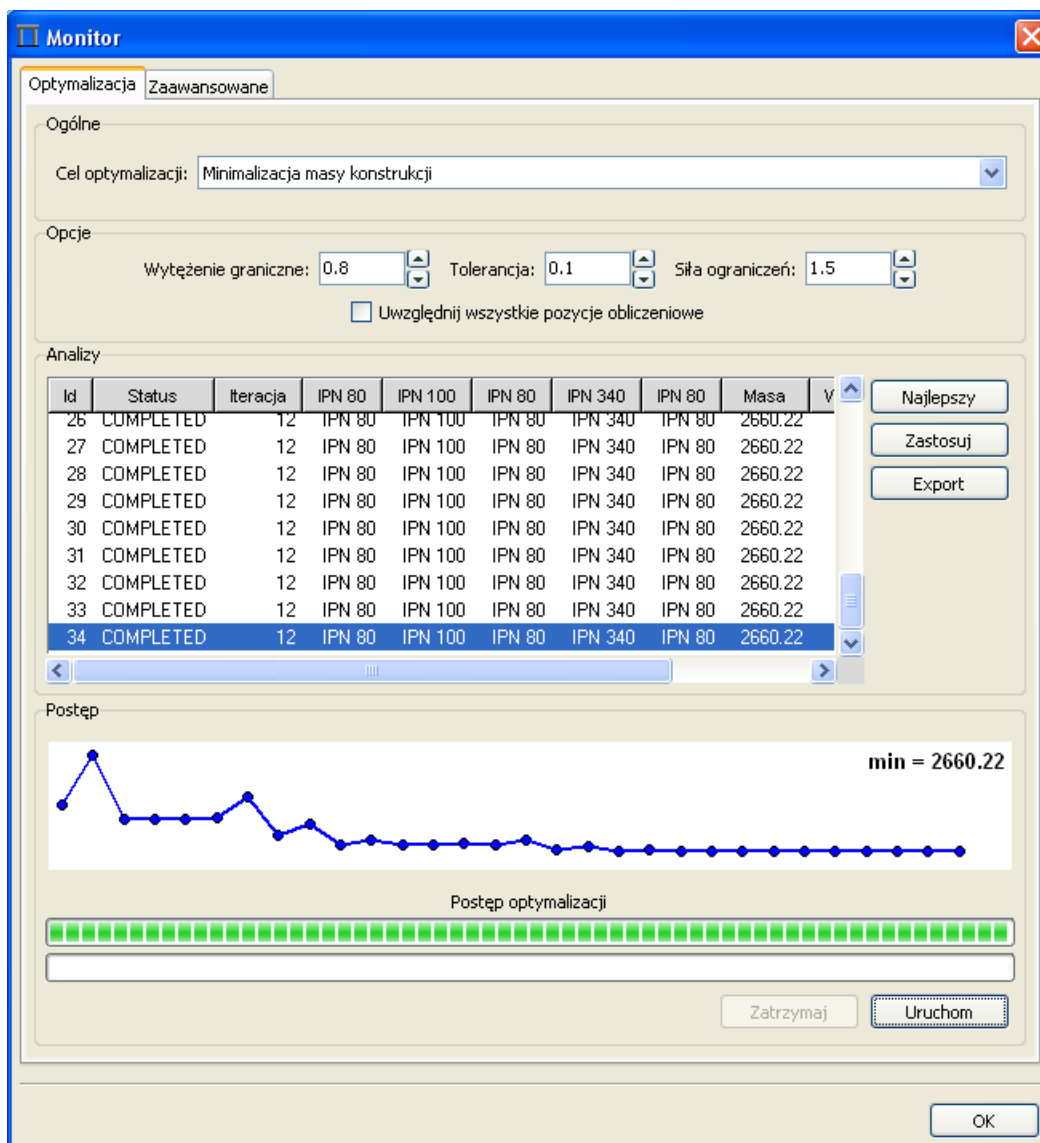 Monitor
Optymalizacja Zaawansowane
Ogólne
Cel optymalizacji: Minimalizacja masy konstrukcji
Opcje
Wytężenie graniczne: 0.8 Tolerancja: 0.1 Siła ograniczeń: 1.5
Uwzględnij wszystkie pozycje obliczeniowe
Analizy
Id Status Iteracja IPN 80 IPN 100 IPN 80 IPN 340 IPN 80 Masa V
26 COMPLETED 12 IPN 80 IPN 100 IPN 80 IPN 340 IPN 80 2660.22
27 COMPLETED 12 IPN 80 IPN 100 IPN 80 IPN 340 IPN 80 2660.22
28 COMPLETED 12 IPN 80 IPN 100 IPN 80 IPN 340 IPN 80 2660.22
29 COMPLETED 12 IPN 80 IPN 100 IPN 80 IPN 340 IPN 80 2660.22
30 COMPLETED 12 IPN 80 IPN 100 IPN 80 IPN 340 IPN 80 2660.22
31 COMPLETED 12 IPN 80 IPN 100 IPN 80 IPN 340 IPN 80 2660.22
32 COMPLETED 12 IPN 80 IPN 100 IPN 80 IPN 340 IPN 80 2660.22
33 COMPLETED 12 IPN 80 IPN 100 IPN 80 IPN 340 IPN 80 2660.22
34 COMPLETED 12 IPN 80 IPN 100 IPN 80 IPN 340 IPN 80 2660.22
Najlepszy
Zastosuj
Export
Postęp
min = 2660.22
Postęp optymalizacji
Zatrzymaj Uruchom
OK